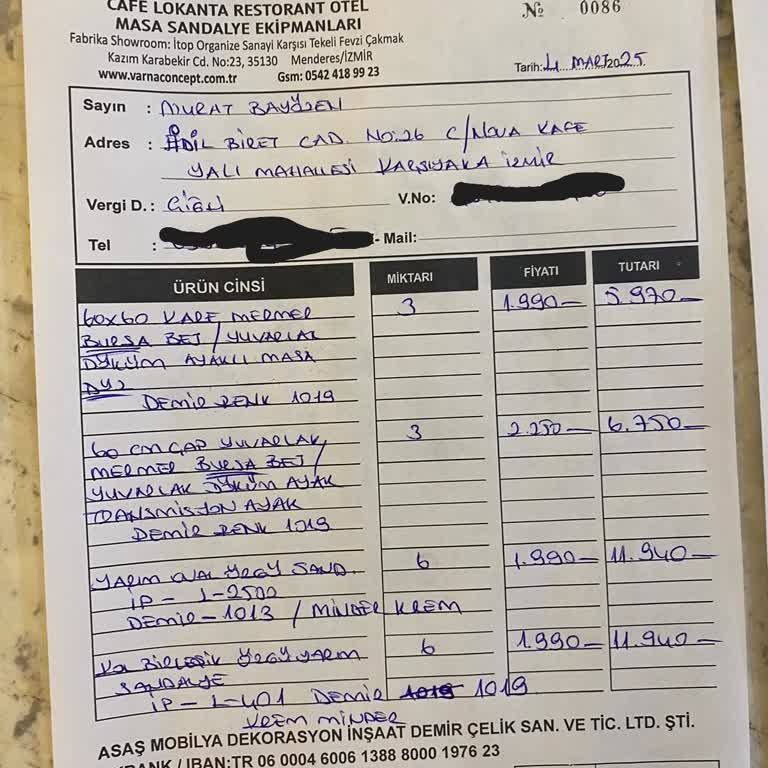 CAFE LOKANTA RESTORANT OTEL
MASA SANDALYE EKİPMANLARI
Fabrika Showroom: İtop Organize Sanayi Karşısı Tekeli Fevzi Çakmak
Kazım Karabekir Cd. No:23, 35130 Menderes/İZMİR
www.varnaconcept.com.tr Gsm: 0542 418 99 23
№ 0086
Tarih: 4 MART 2025
Sayın : MURAT
Adres : ADİL BİRET CAD. NO:26 C/NOVA KAFE
YALI MAHALLESİ KARŞIYAKA İZMİR
Vergi D. : ÇİĞLİ V.No:
Tel : - Mail:
ÜRÜN CİNSİ MİKTARI FİYATI TUTARI
60x60 KARE MERMER 3 1.990— 5.970—
BURSA BEJ / YUVARLAK
DÖKÜM AYAKLI MASA
DEMİR RENK 1019
60 CM ÇAP YUVARLAK 3 2.250— 6.750—
MERMER BURSA BEJ /
YUVARLAK DÖKÜM AYAK
TRANSMİSYON AYAK
DEMİR RENK 1019
YARIM OVAL ÖRGÜ SAND. 6 1.990— 11.940—
İP - L-2500
DEMİR - 1013 / MİNDER KREM
BİRLEŞİK ÖRGÜ YARIM 6 1.990— 11.940—
SANDALYE
İP - L-401 DEMİR 1019 1019
KREM MİNDER
ASAŞ MOBİLYA DEKORASYON İNŞAAT DEMİR ÇELİK SAN. VE TİC. LTD. ŞTİ.
BANK / IBAN:TR 06 0004 6006 1388 8000 1976 23